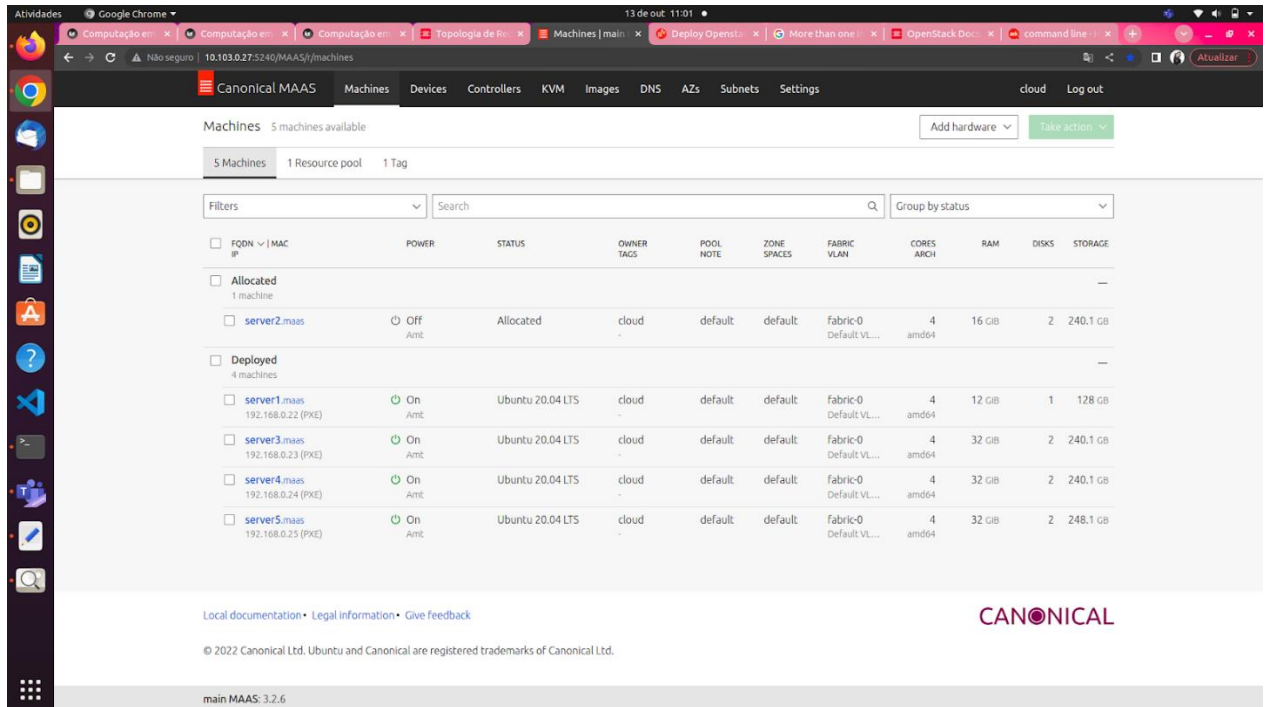 Atividades Google Chrome 13 de out 11:01
Computação em Computação em Computação em Topologia de Re Machines | main Deploy Opensta More than one i OpenStack Doc command line
Não seguro 10.103.0.27:5240/MAAS/r/machines Atualizar
Canonical MAAS Machines Devices Controllers KVM Images DNS AZs Subnets Settings cloud Log out
Machines 5 machines available Add hardware Take action
5 Machines 1 Resource pool 1 Tag
Filters Search Group by status
FQDN | MAC POWER STATUS OWNER POOL ZONE FABRIC CORES RAM DISKS STORAGE
IP TAGS NOTE SPACES VLAN ARCH
Allocated
1 machine
server2.maas Off Allocated cloud default default fabric-0 4 16 GiB 2 240.1 GB
Amt - Default VL... amd64
Deployed
4 machines
server1.maas On Ubuntu 20.04 LTS cloud default default fabric-0 4 12 GiB 1 128 GB
192.168.0.22 (PXE) Amt - Default VL... amd64
server3.maas On Ubuntu 20.04 LTS cloud default default fabric-0 4 32 GiB 2 240.1 GB
192.168.0.23 (PXE) Amt - Default VL... amd64
server4.maas On Ubuntu 20.04 LTS cloud default default fabric-0 4 32 GiB 2 240.1 GB
192.168.0.24 (PXE) Amt - Default VL... amd64
server5.maas On Ubuntu 20.04 LTS cloud default default fabric-0 4 32 GiB 2 248.1 GB
192.168.0.25 (PXE) Amt - Default VL... amd64
Local documentation • Legal information • Give feedback CANONICAL
© 2022 Canonical Ltd. Ubuntu and Canonical are registered trademarks of Canonical Ltd.
main MAAS: 3.2.6